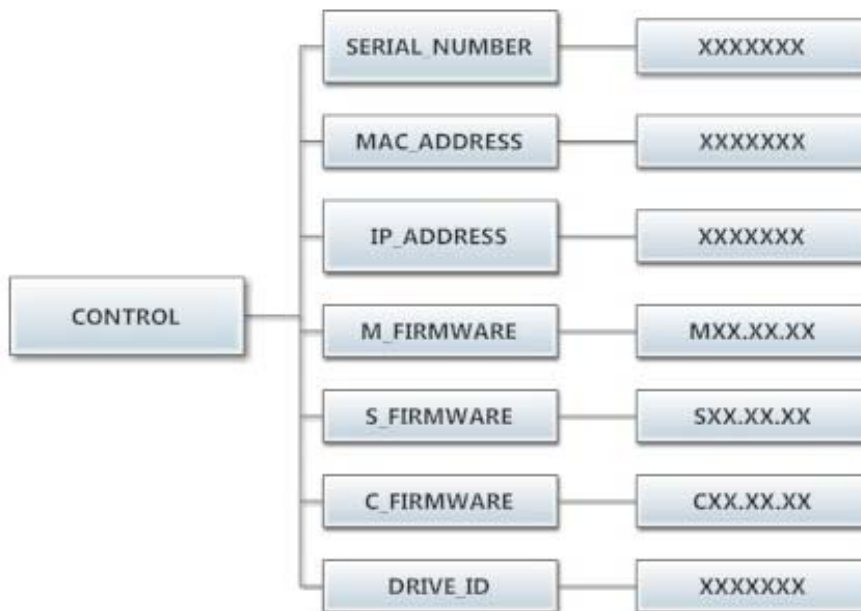 SERIAL_NUMBER XXXXXXX
MAC_ADDRESS XXXXXXX
IP_ADDRESS XXXXXXX
CONTROL
M_FIRMWARE MXX.XX.XX
S_FIRMWARE SXX.XX.XX
C_FIRMWARE CXX.XX.XX
DRIVE_ID XXXXXXX